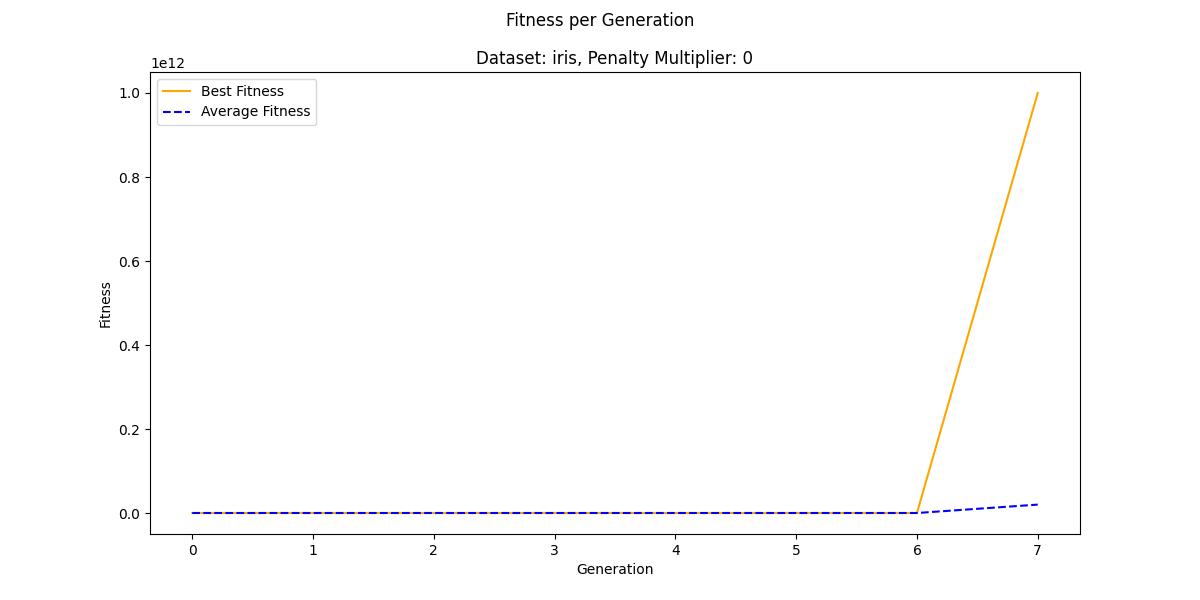 Fitness per Generation
Dataset: iris, Penalty Multiplier: 0
1e12
Best Fitness
Average Fitness
1.0
0.8
0.6
0.4
0.2
0.0
Fitness
0 1 2 3 4 5 6 7
Generation